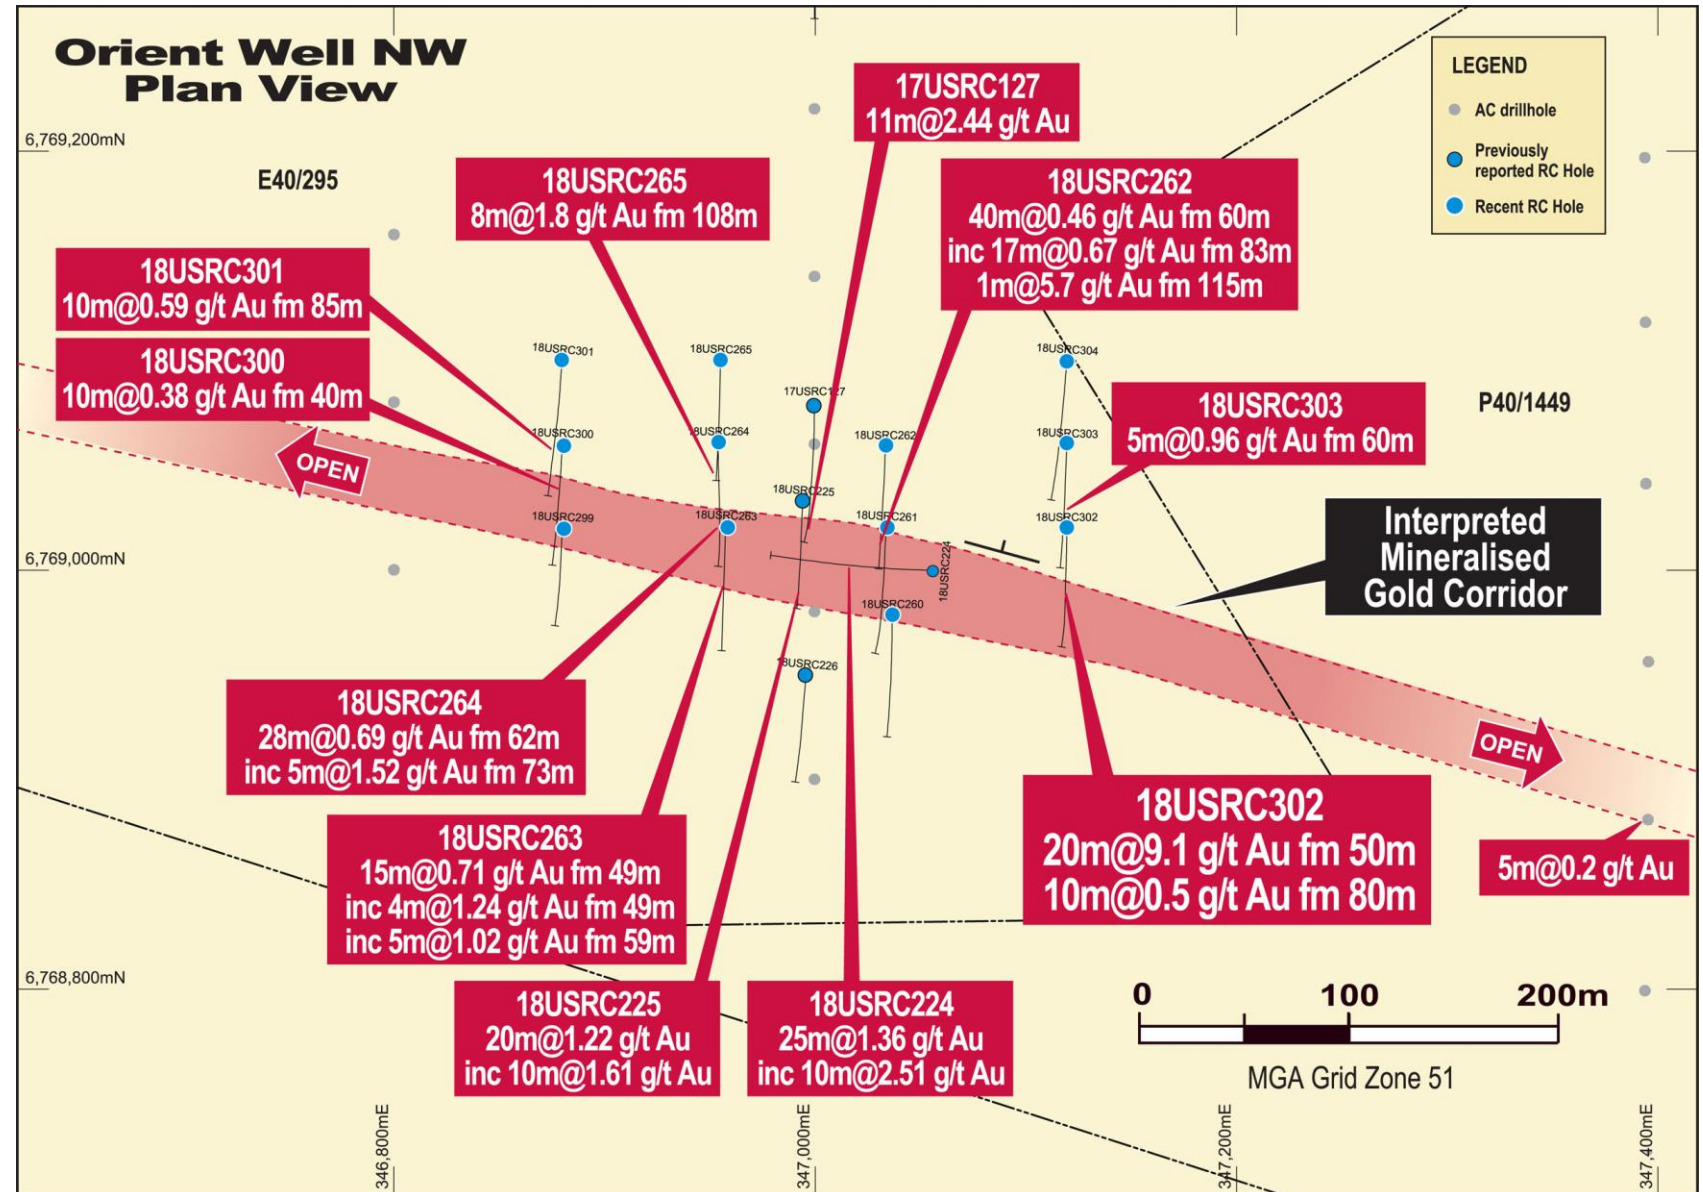 Orient Well NW
Plan View
LEGEND
AC drillhole
Previously
reported RC Hole
Recent RC Hole
6,769,200mN
E40/295
17USRC127
11m@2.44 g/t Au
18USRC265
8m@1.8 g/t Au fm 108m
18USRC262
40m@0.46 g/t Au fm 60m
inc 17m@0.67 g/t Au fm 83m
1m@5.7 g/t Au fm 115m
18USRC301
10m@0.59 g/t Au fm 85m
18USRC300
10m@0.38 g/t Au fm 40m
18USRC301
18USRC265
18USRC304
17USRC127
18USRC303
5m@0.96 g/t Au fm 60m
P40/1449
18USRC300
18USRC264
18USRC262
18USRC303
OPEN
18USRC225
18USRC299
18USRC263
18USRC261
18USRC302
Interpreted
Mineralised
Gold Corridor
6,769,000mN
18USRC224
18USRC260
18USRC226
18USRC264
28m@0.69 g/t Au fm 62m
inc 5m@1.52 g/t Au fm 73m
OPEN
18USRC302
20m@9.1 g/t Au fm 50m
10m@0.5 g/t Au fm 80m
18USRC263
15m@0.71 g/t Au fm 49m
inc 4m@1.24 g/t Au fm 49m
inc 5m@1.02 g/t Au fm 59m
5m@0.2 g/t Au
6,768,800mN
18USRC225
20m@1.22 g/t Au
inc 10m@1.61 g/t Au
18USRC224
25m@1.36 g/t Au
inc 10m@2.51 g/t Au
0 100 200m
MGA Grid Zone 51
346,800mE
347,000mE
347,200mE
347,400mE